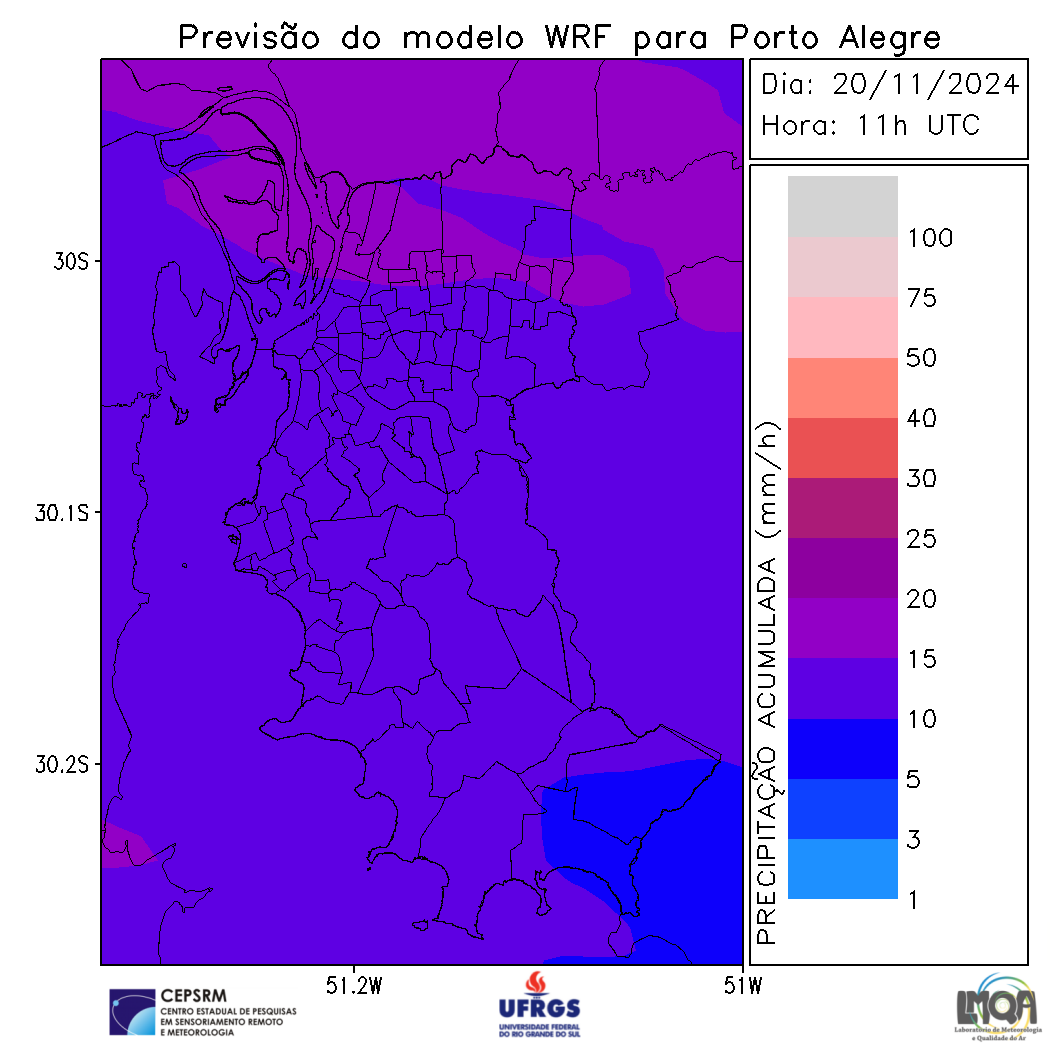 Previsão do modelo WRF para Porto Alegre
Dia: 20/11/2024
Hora: 11h UTC
30S
30.1S
30.2S
51.2W
51W
PRECIPITAÇÃO ACUMULADA (mm/h)
100
75
50
40
30
25
20
15
10
5
3
1
CEPSRM
CENTRO ESTADUAL DE PESQUISAS
EM SENSORIAMENTO REMOTO
E METEOROLOGIA
UFRGS
UNIVERSIDADE FEDERAL
DO RIO GRANDE DO SUL
LMQA
Laboratório de Meteorologia
e Qualidade do Ar